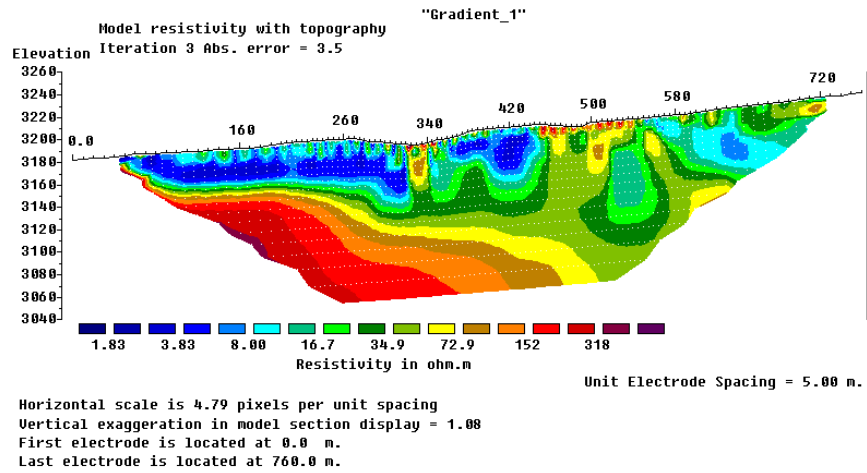 "Gradient_1"
Model resistivity with topography
Iteration 3 Abs. error = 3.5
Elevation
3260
3240
3220
3200
3180
3160
3140
3120
3100
3080
3060
3040
0.0 160 260 340 420 500 580 720
1.83 3.83 8.00 16.7 34.9 72.9 152 318
Resistivity in ohm.m
Unit Electrode Spacing = 5.00 m.
Horizontal scale is 4.79 pixels per unit spacing
Vertical exaggeration in model section display = 1.08
First electrode is located at 0.0 m.
Last electrode is located at 760.0 m.